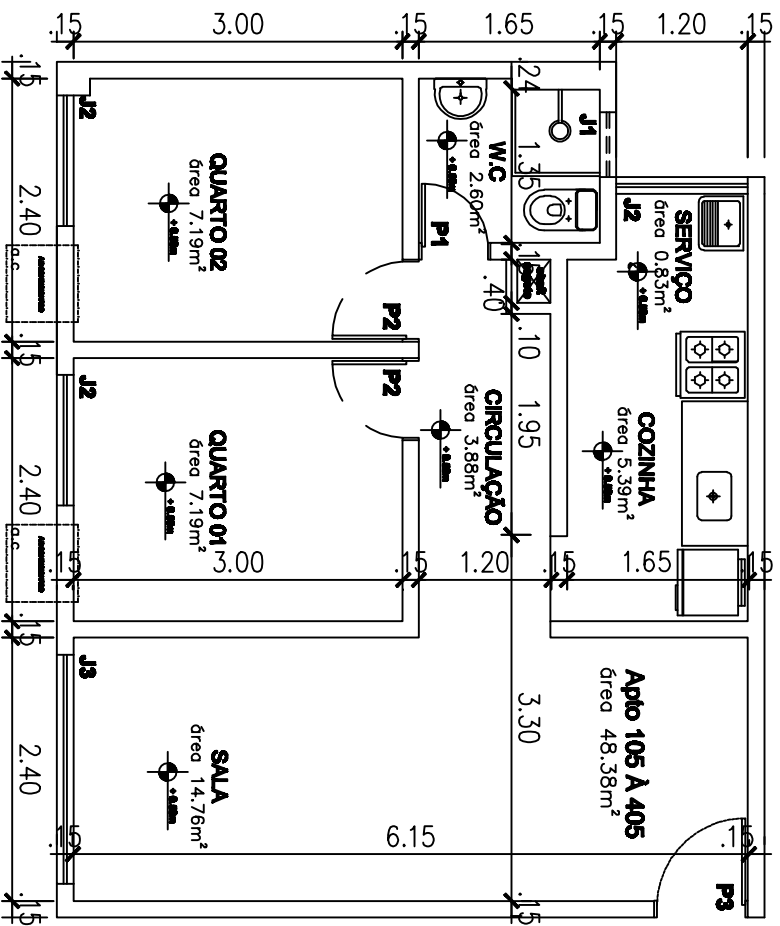 .15
3.00
.15
1.65
.15
1.20
.15
.15
2.40
.15
2.40
.15
2.40
.15
.24
1.35
.40
.10
1.95
3.30
.15
J2
QUARTO 02
área 7.19m²
W.C
área 2.60m²
P1
J1
SERVIÇO
área 0.83m²
J2
P2
P2
CIRCULAÇÃO
área 3.88m²
COZINHA
área 5.39m²
J2
QUARTO 01
área 7.19m²
a.c
a.c
.15
3.00
.15
1.20
.15
1.65
.15
J3
SALA
área 14.76m²
Apto 105 À 405
área 48.38m²
.15
6.15
.15
P3